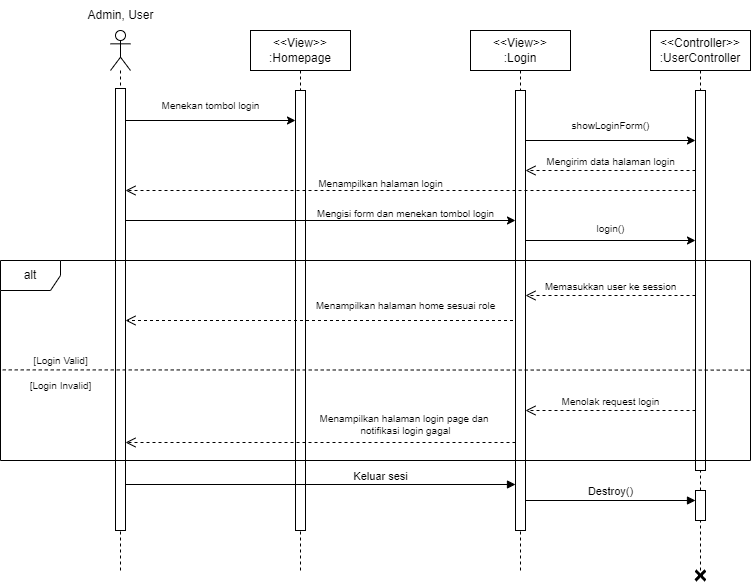 Admin, User
<<View>>
:Homepage
<<View>>
:Login
<<Controller>>
:UserController
Menekan tombol login
showLoginForm()
Mengirim data halaman login
Menampilkan halaman login
Mengisi form dan menekan tombol login
login()
alt
Memasukkan user ke session
Menampilkan halaman home sesuai role
[Login Valid]
[Login Invalid]
Menolak request login
Menampilkan halaman login page dan
notifikasi login gagal
Keluar sesi
Destroy()